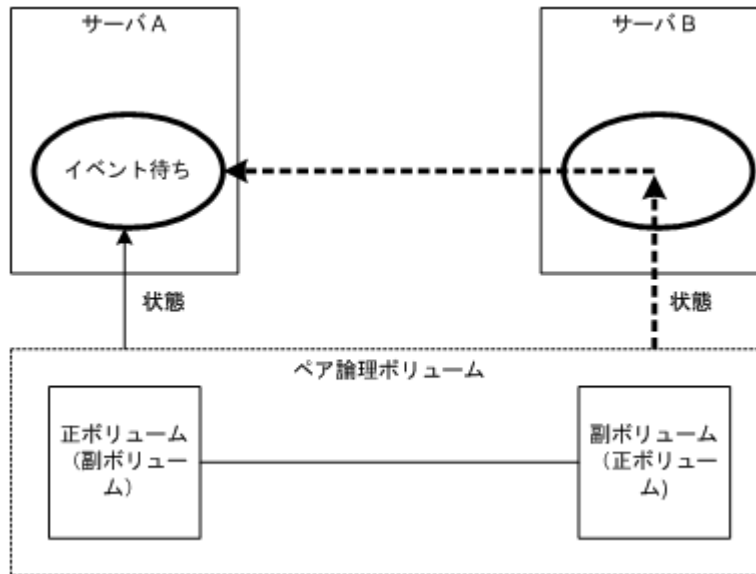 サーバA
サーバB
イベント待ち
状態
状態
ペア論理ボリューム
正ボリューム
（副ボリュー
ム）
副ボリューム
（正ボリュー
ム)